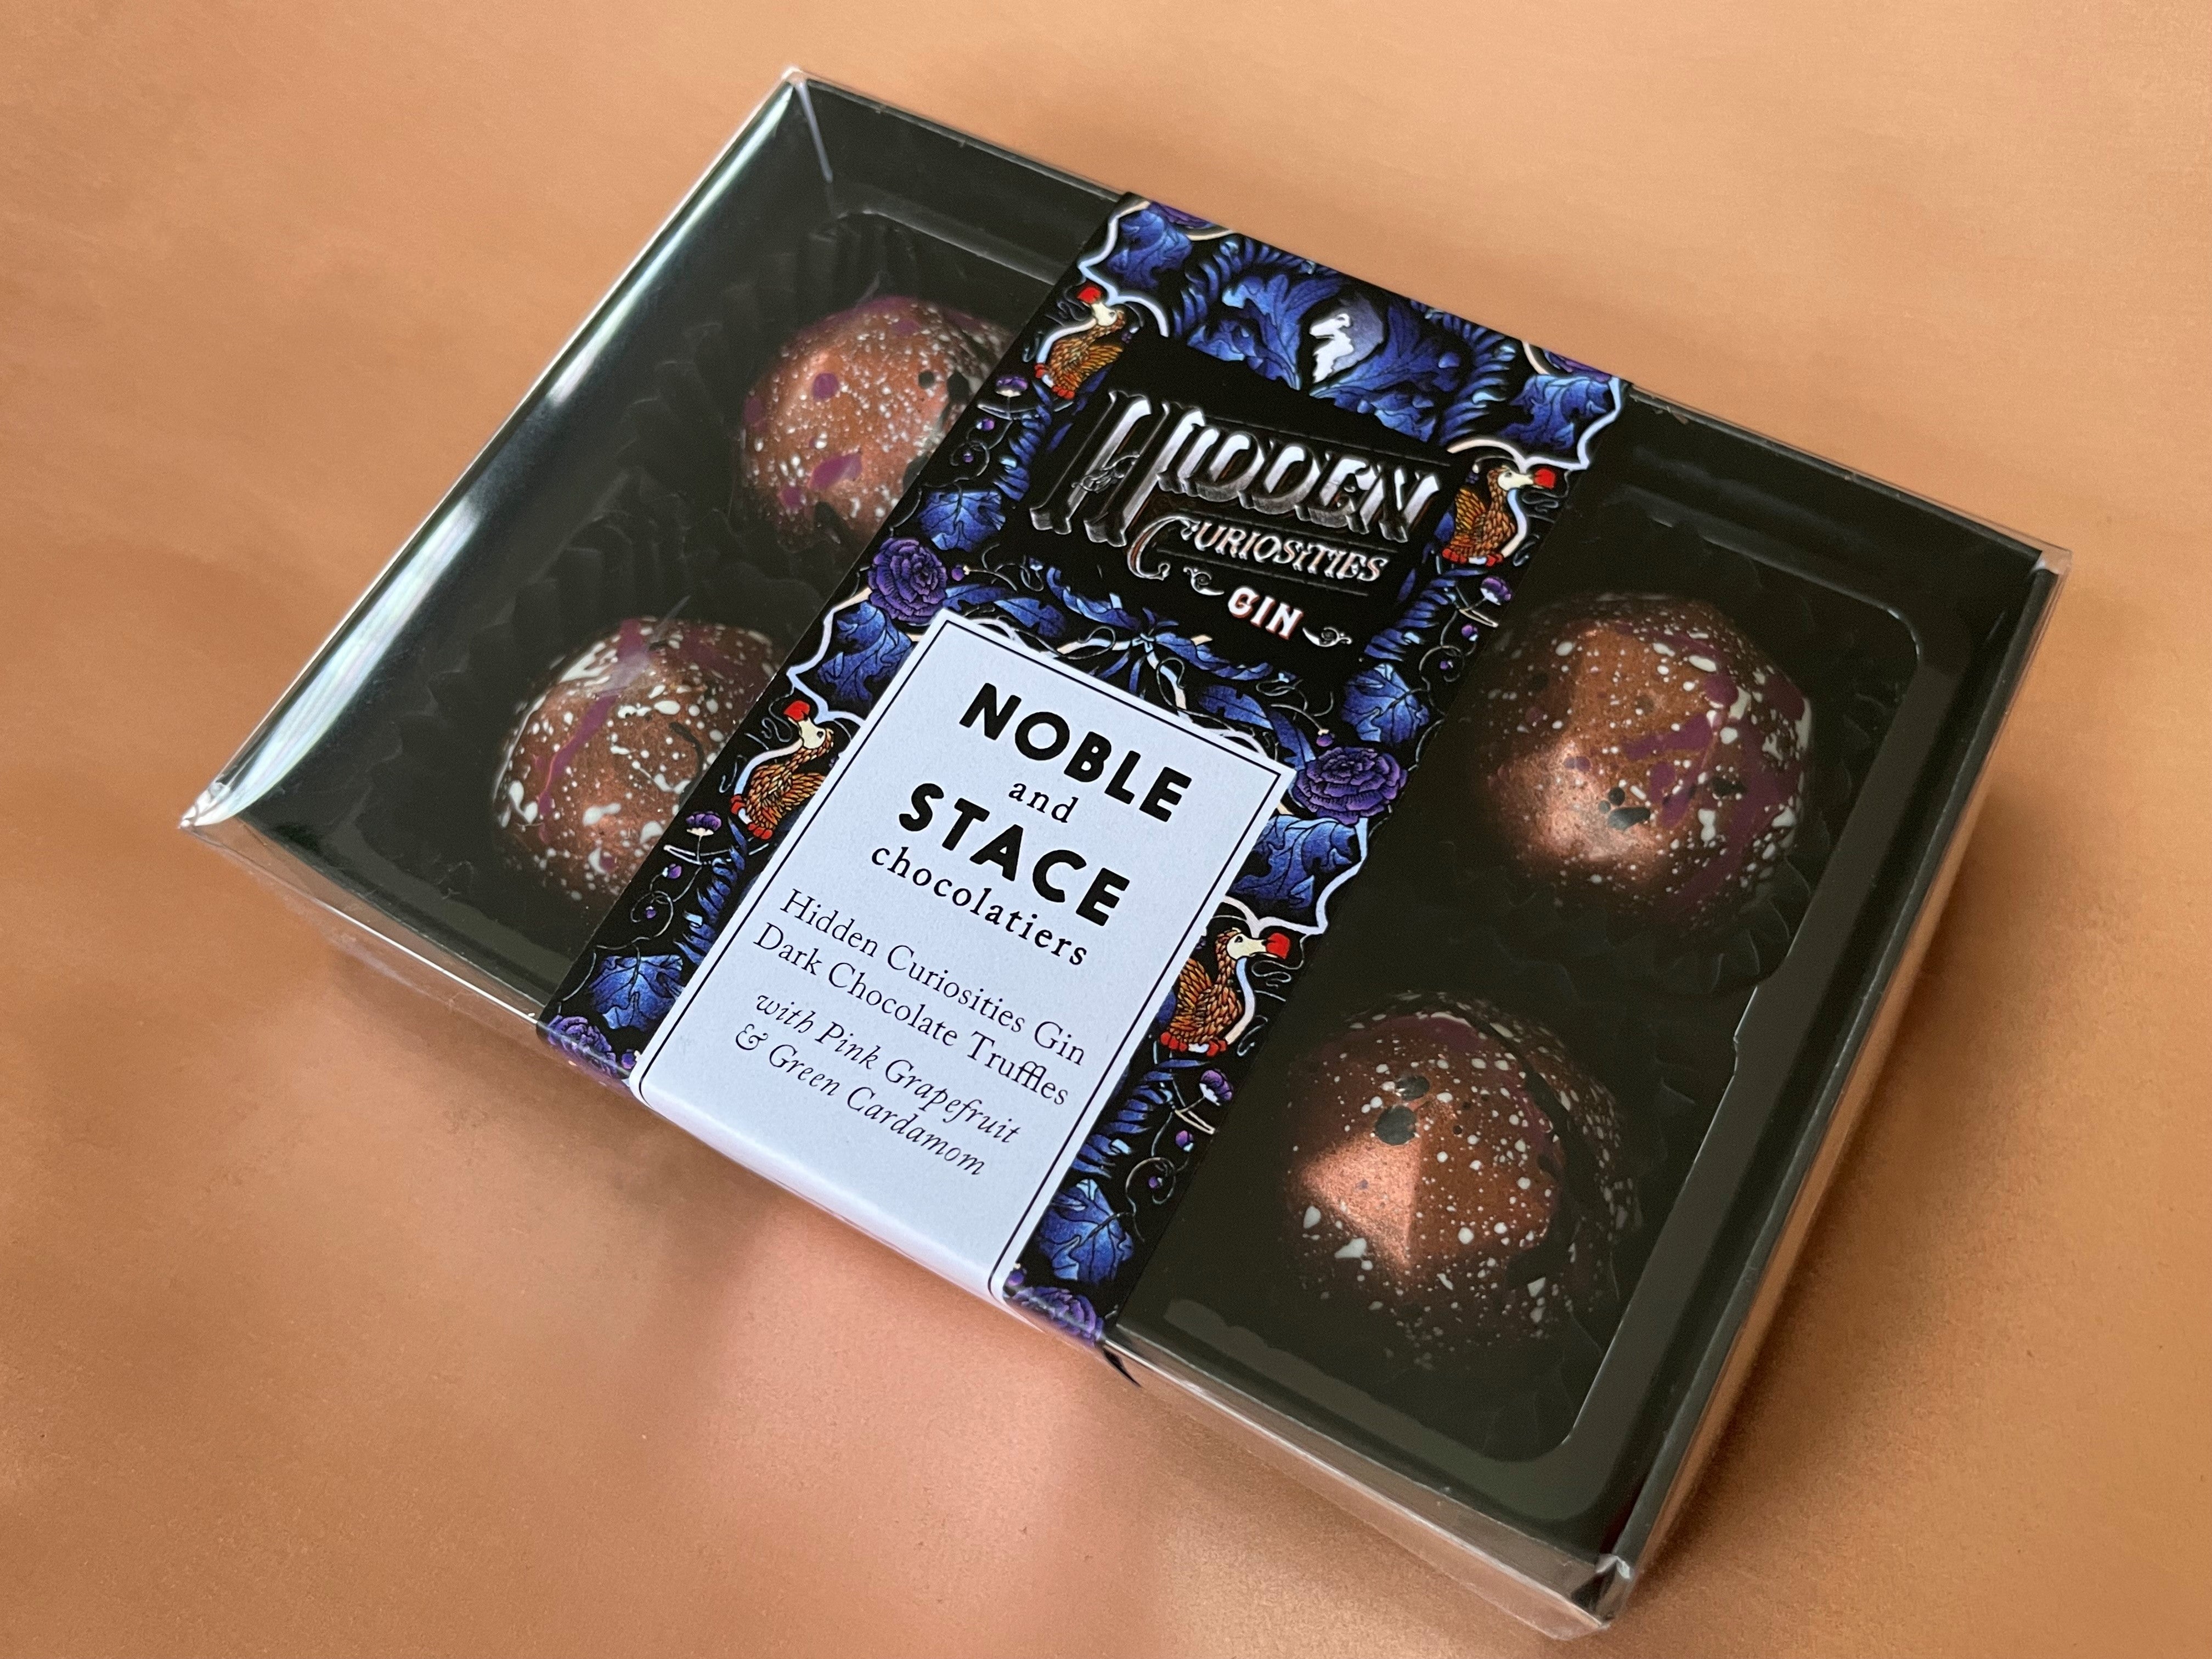 HIDDEN
CURIOSITIES
GIN
NOBLE
and
STACE
chocolatiers
Hidden Curiosities Gin
Dark Chocolate Truffles
with Pink Grapefruit
& Green Cardamom